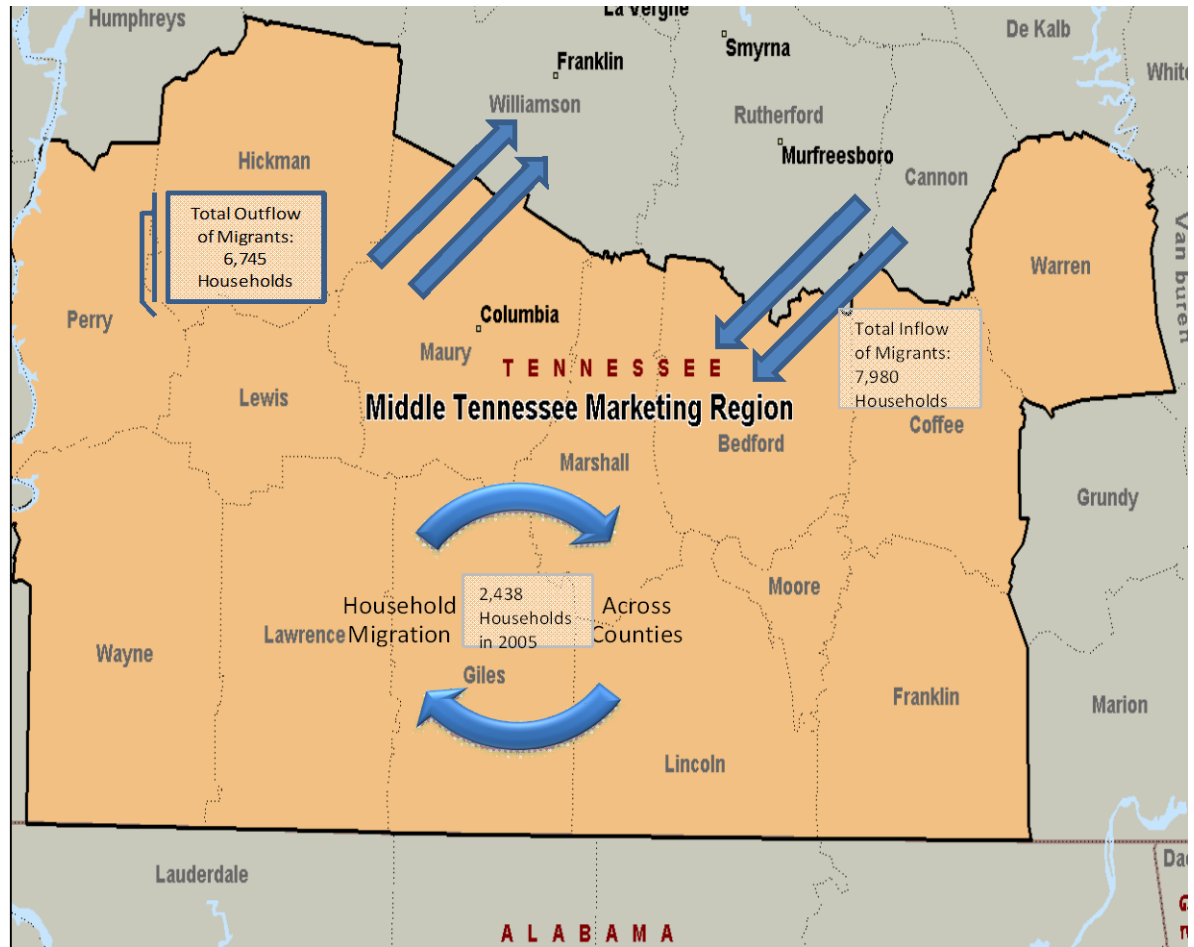 Humphreys
La Vergne
Smyrna
De Kalb
White
Franklin
Williamson
Rutherford
Murfreesboro
Cannon
Hickman
Van buren
Warren
Total Outflow
of Migrants:
6,745
Households
Perry
Columbia
Maury
Total Inflow
of Migrants:
7,980
Households
TENNESSEE
Lewis
Middle Tennessee Marketing Region
Coffee
Bedford
Marshall
Grundy
Moore
Household
Migration
2,438
Households
in 2005
Across
Counties
Lawrence
Wayne
Giles
Franklin
Marion
Lincoln
Lauderdale
ALABAMA